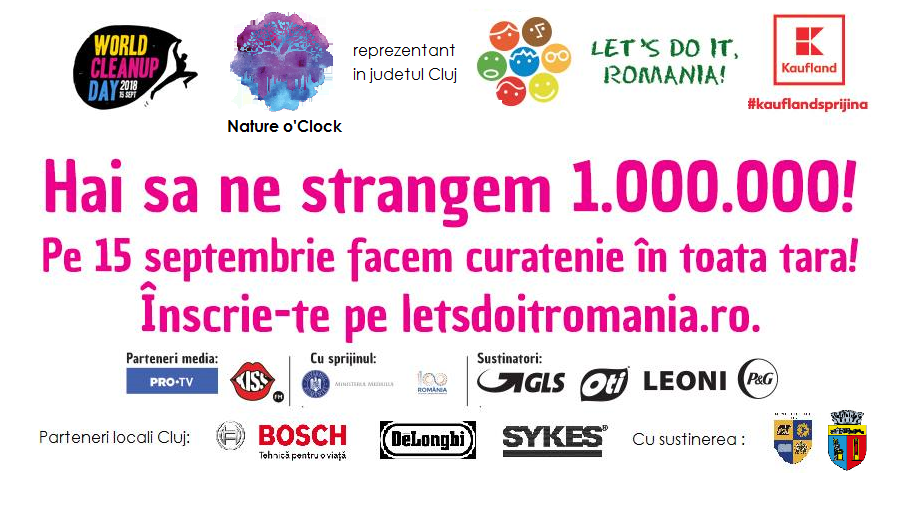 WORLD
CLEANUP
DAY 2018
15 SEPT
Nature o'Clock
reprezentant
in judetul Cluj
LET'S DO IT,
ROMANIA!
K
Kaufland
#kauflandsprijina
Hai sa ne strangem 1.000.000!
Pe 15 septembrie facem curatenie în toata tara!
Înscrie-te pe letsdoitromania.ro.
Parteneri media:
Cu sprijinul:
Sustinatori:
PRO•TV
KISS FM
MINISTERUL MEDIULUI
100
ROMÂNIA
GLS
Oti
LEONI
P&G
Parteneri locali Cluj:
BOSCH
Tehnică pentru o viață
DeLonghi
SYKES®
Cu sustinerea :